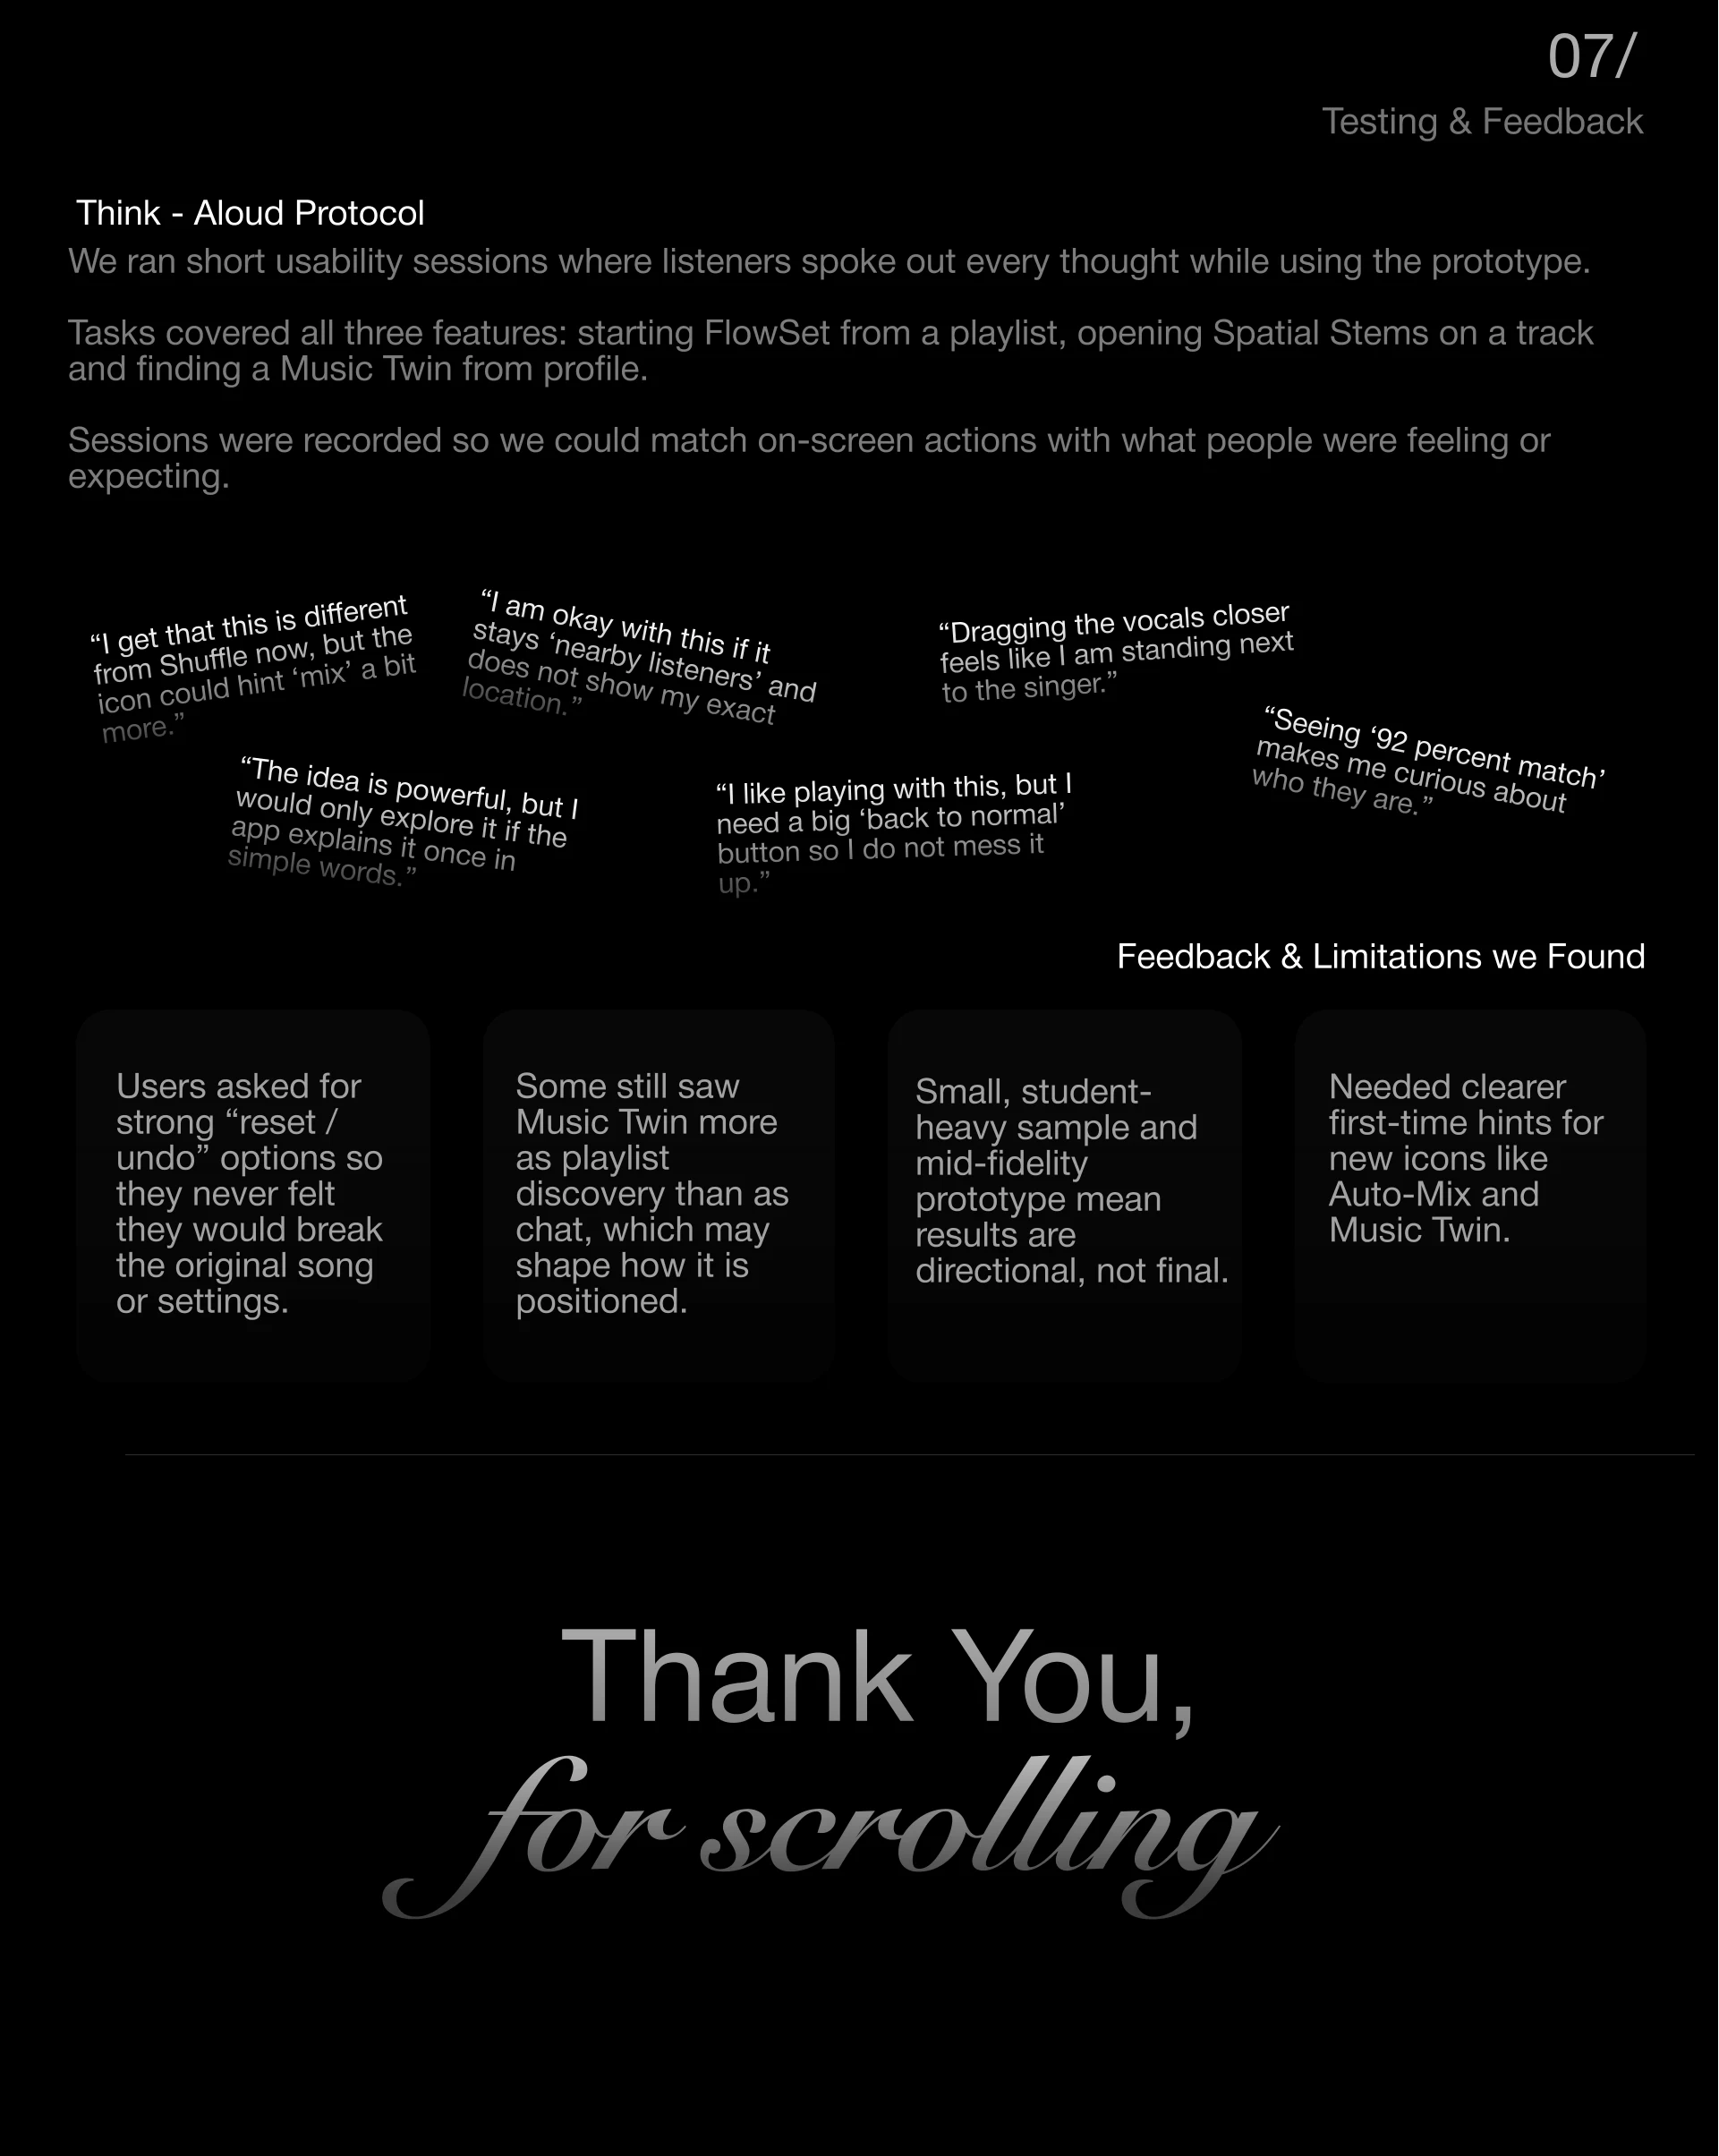 07/
Testing & Feedback
Think - Aloud Protocol
We ran short usability sessions where listeners spoke out every thought while using the prototype.
Tasks covered all three features: starting FlowSet from a playlist, opening Spatial Stems on a track
and finding a Music Twin from profile.
Sessions were recorded so we could match on-screen actions with what people were feeling or
expecting.
“I get that this is different
from Shuffle now, but the
icon could hint ‘mix’ a bit
more.”
“I am okay with this if it
stays ‘nearby listeners’ and
does not show my exact
location.”
“Dragging the vocals closer
feels like I am standing next
to the singer.”
“Seeing ‘92 percent match’
makes me curious about
who they are.”
“The idea is powerful, but I
would only explore it if the
app explains it once in
simple words.”
“I like playing with this, but I
need a big ‘back to normal’
button so I do not mess it
up.”
Feedback & Limitations we Found
Users asked for
strong “reset /
undo” options so
they never felt
they would break
the original song
or settings.
Some still saw
Music Twin more
as playlist
discovery than as
chat, which may
shape how it is
positioned.
Small, student-
heavy sample and
mid-fidelity
prototype mean
results are
directional, not final.
Needed clearer
first-time hints for
new icons like
Auto-Mix and
Music Twin.
Thank You,
for scrolling